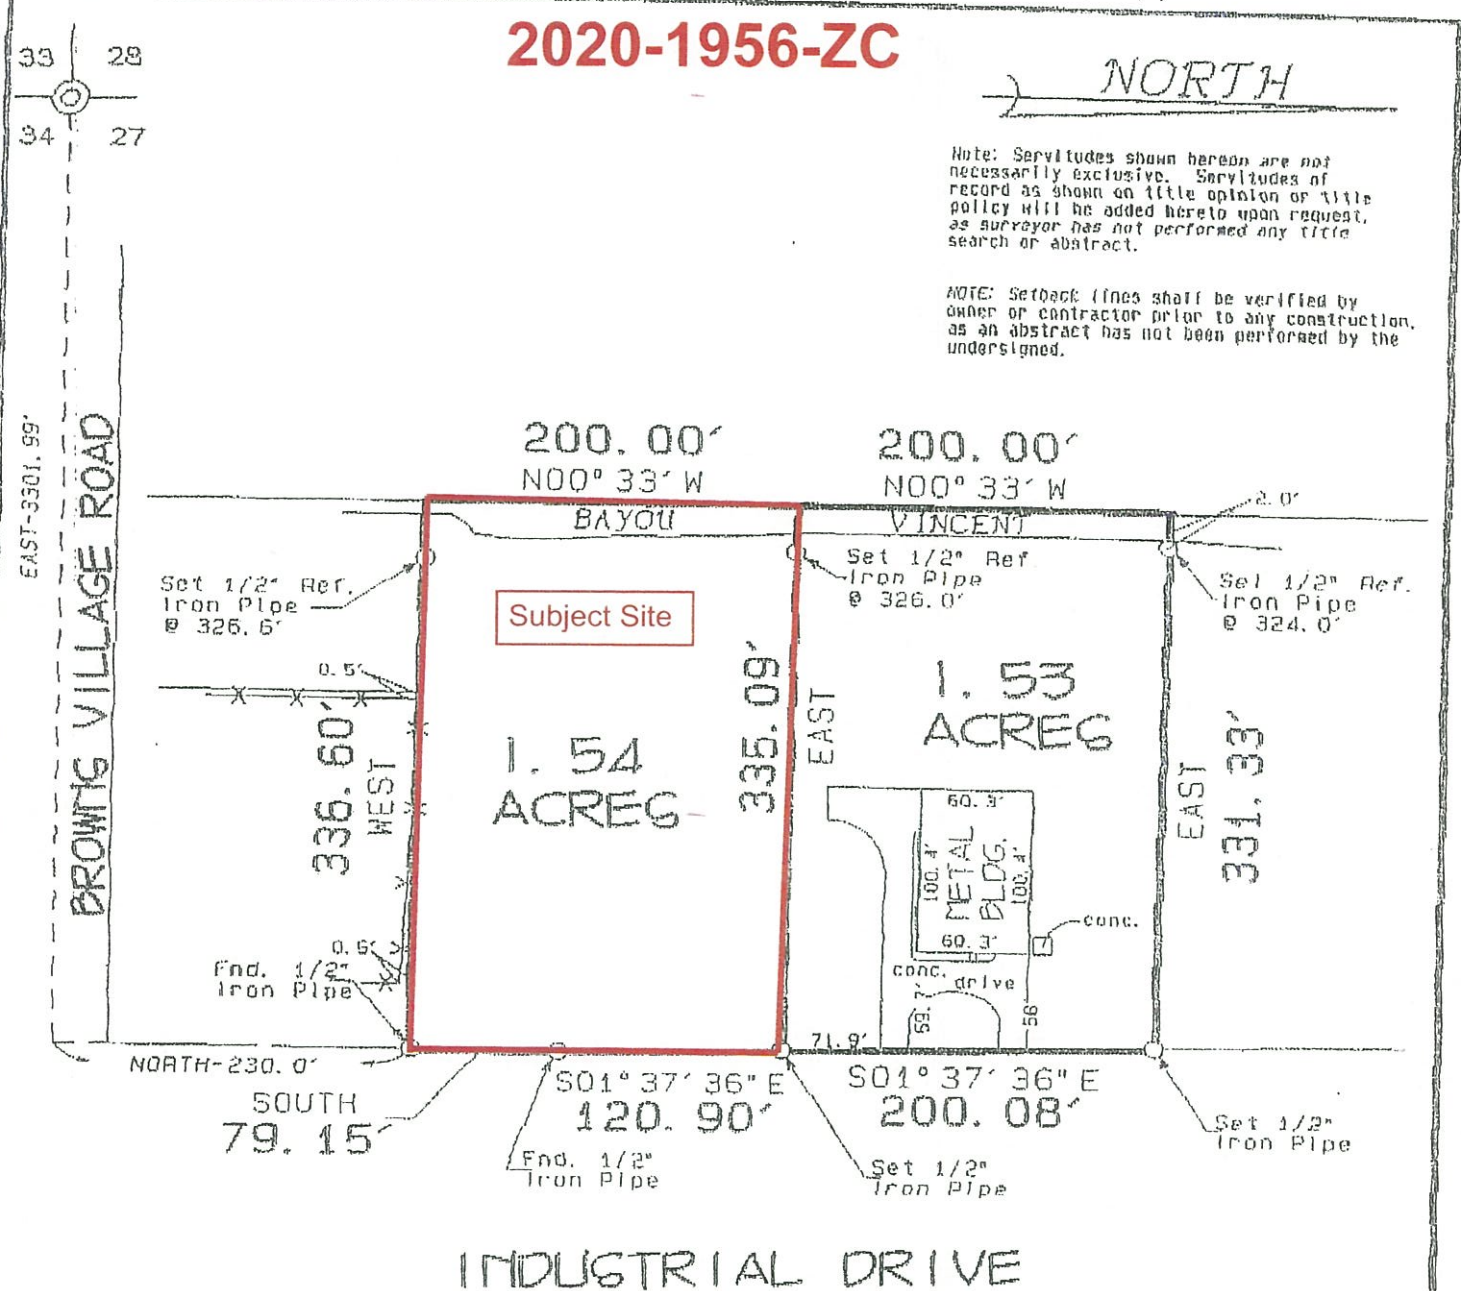 2020-1956-ZC
33 28
34 27
NORTH
Note: Servitudes shown hereon are not
necessarily exclusive. Servitudes of
record as shown on title opinion or title
policy will be added hereto upon request,
as surveyor has not performed any title
search or abstract.
NOTE: Setback lines shall be verified by
owner or contractor prior to any construction,
as an abstract has not been performed by the
undersigned.
EAST-3301.99'
BROWNS VILLAGE ROAD
200.00'
N00° 33' W
200.00'
N00° 33' W
2.0'
BAYOU VINCENT
Set 1/2" Ref.
Iron Pipe
@ 326.6'
Set 1/2" Ref
Iron Pipe
@ 326.0'
Set 1/2" Ref.
Iron Pipe
@ 324.0'
Subject Site
0.5'
336.60'
WEST
1.54
ACRES
335.09'
EAST
1.53
ACRES
EAST
331.33'
60.3'
100.4'
METAL
BLDG.
100.4'
60.3'
conc.
conc.
drive
0.5'
Fnd. 1/2"
Iron Pipe
59.7'
56'
71.9'
NORTH-230.0'
SOUTH
79.15'
S01° 37' 36" E
120.90'
S01° 37' 36" E
200.08'
Fnd. 1/2"
Iron Pipe
Set 1/2"
Iron Pipe
Set 1/2"
Iron Pipe
INDUSTRIAL DRIVE